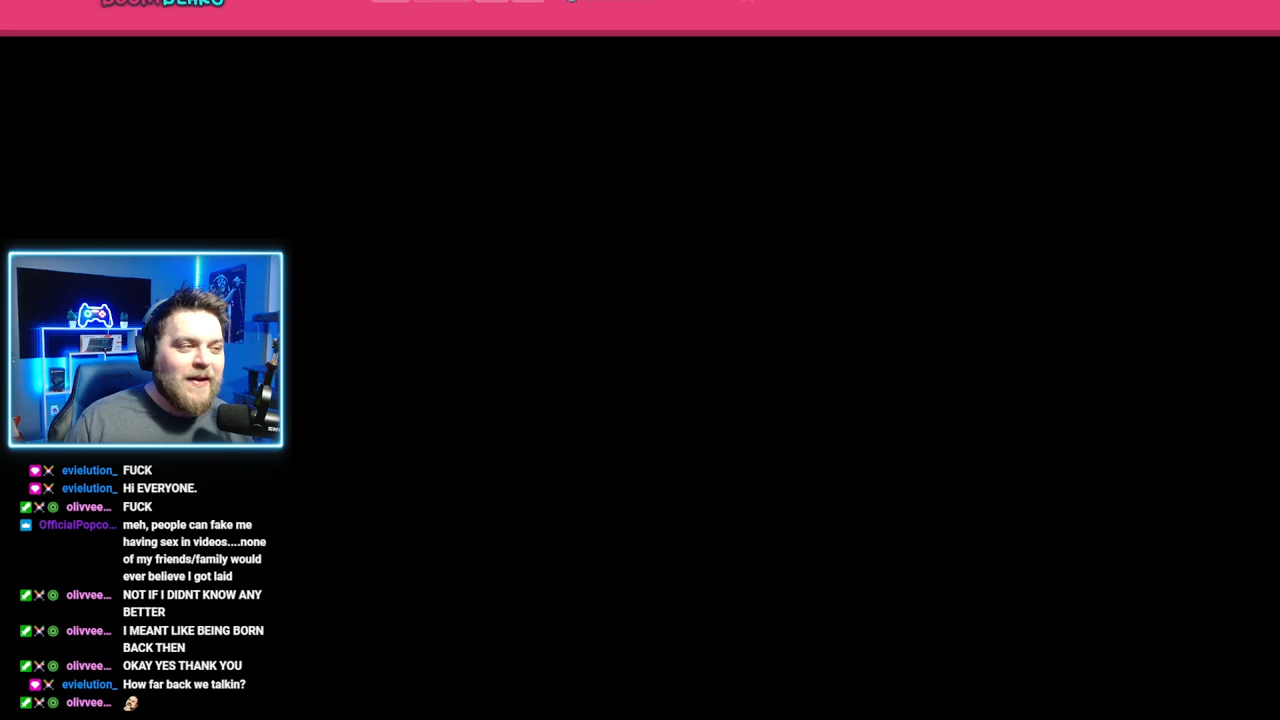 evielution_ FUCK
evielution_ Hi EVERYONE.
olivvee... FUCK
OfficialPopco... meh, people can fake me
having sex in videos....none
of my friends/family would
ever believe I got laid
olivvee... NOT IF I DIDNT KNOW ANY
BETTER
olivvee... I MEANT LIKE BEING BORN
BACK THEN
olivvee... OKAY YES THANK YOU
evielution_ How far back we talkin?
olivvee...